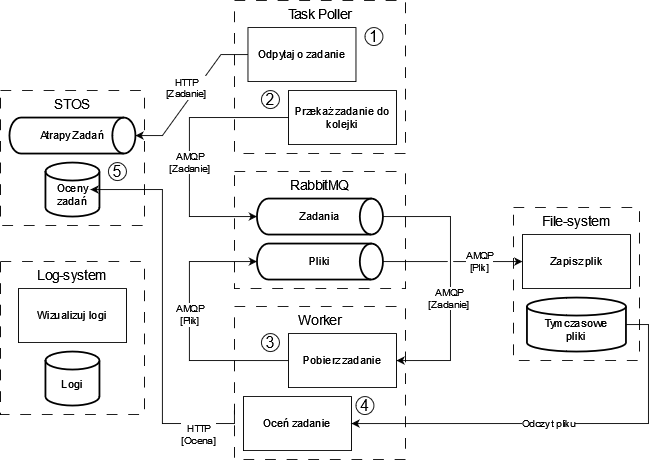 Task Poller
Odpytaj o zadanie
1
HTTP
[Zadanie]
2
Przekaż zadanie do
kolejki
STOS
Atrapy Zadań
5
Oceny
zadań
AMQP
[Zadanie]
RabbitMQ
Zadania
Pliki
File-system
Zapisz plik
AMQP
[Plk]
Tymczasowe
pliki
Log-system
Wizualizuj logi
Logi
AMQP
[Plik]
AMQP
[Zadanie]
Worker
3
Pobierz zadanie
4
Oceń zadanie
HTTP
[Ocena]
Odczyt pliku